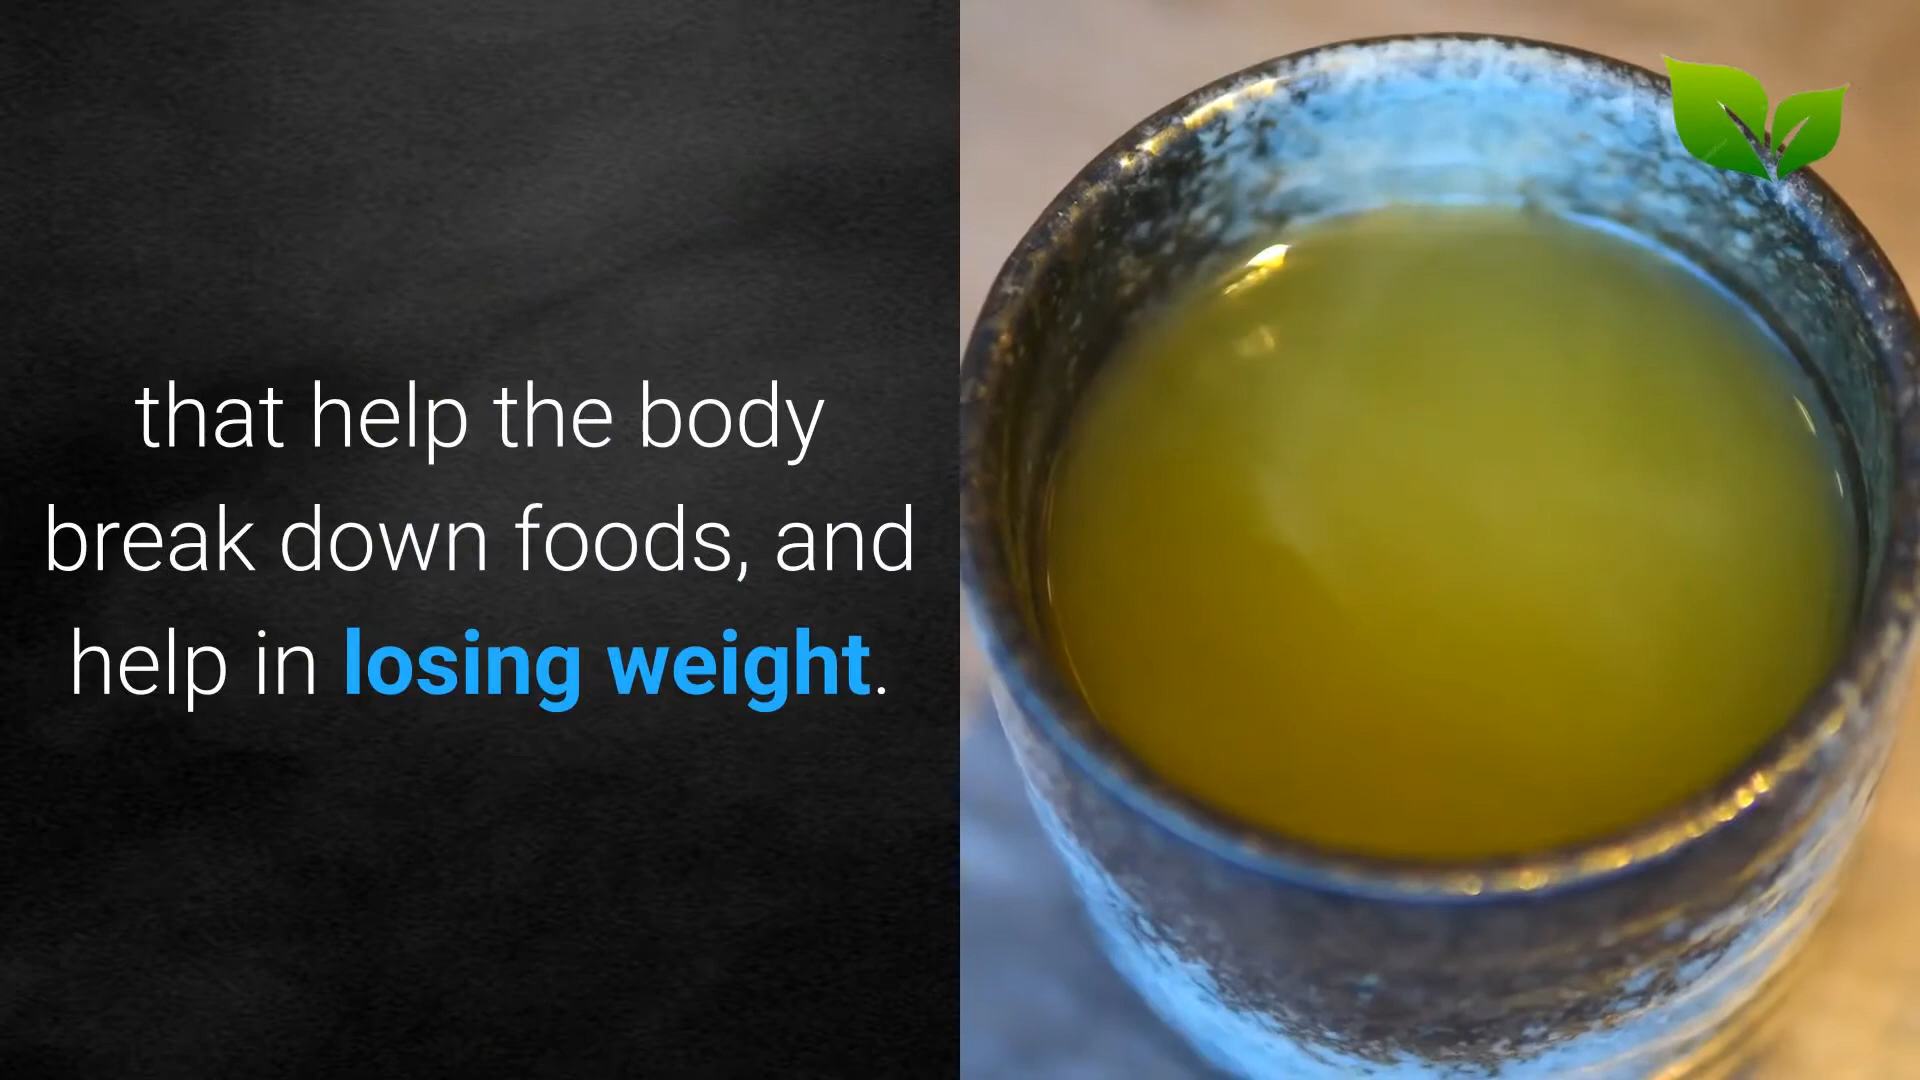 that help the body
break down foods, and
help in losing weight.